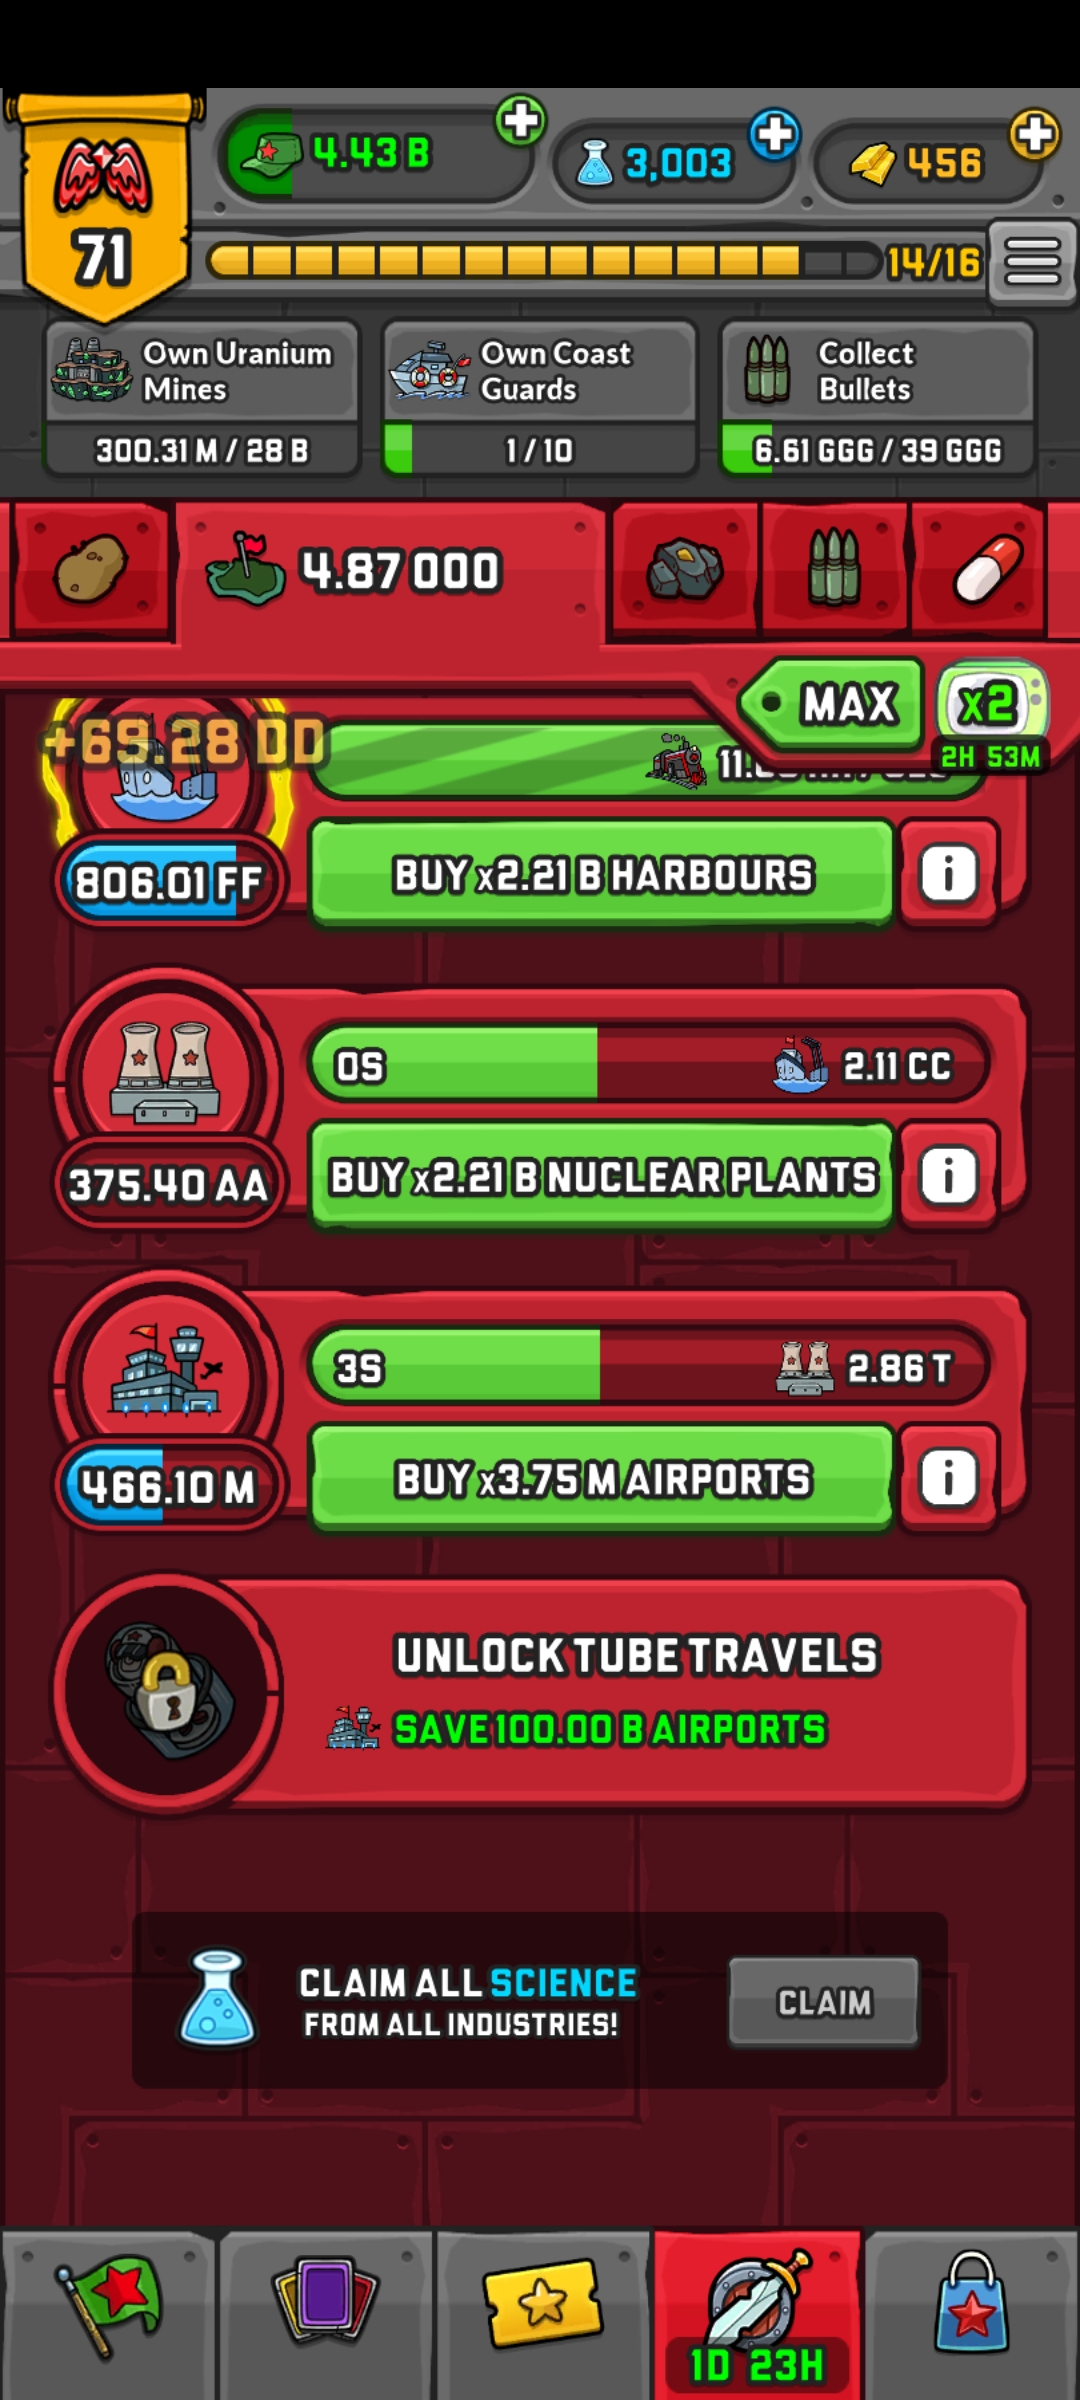 4.43 B
3,003
456
71
14/16
Own Uranium
Mines
300.31 M / 28 B
Own Coast
Guards
1 / 10
Collect
Bullets
6.61 GGG / 39 GGG
4.87 OOO
MAX
x2
2H 53M
+69.28 DD
806.01 FF
BUY x2.21 B HARBOURS
i
0S
2.11 CC
375.40 AA
BUY x2.21 B NUCLEAR PLANTS
i
3S
2.86 T
466.10 M
BUY x3.75 M AIRPORTS
i
UNLOCK TUBE TRAVELS
SAVE 100.00 B AIRPORTS
CLAIM ALL SCIENCE
FROM ALL INDUSTRIES!
CLAIM
1D 23H